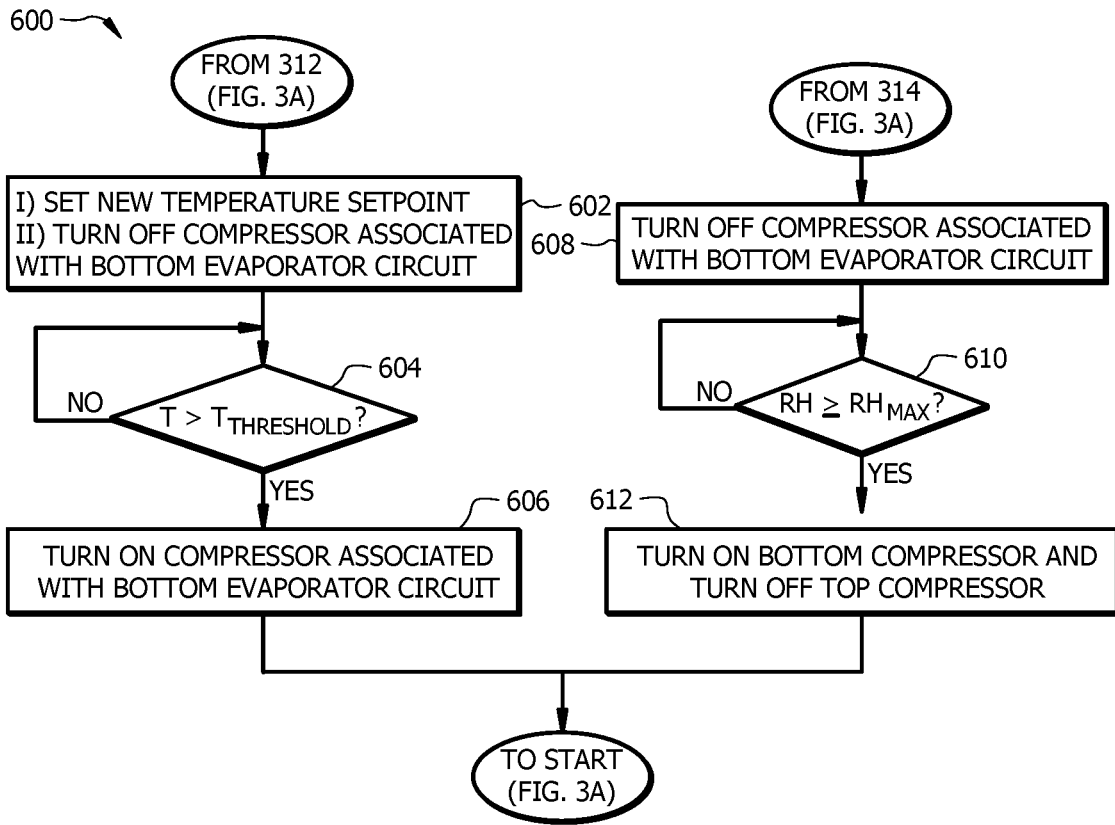 600
FROM 312
(FIG. 3A)
I) SET NEW TEMPERATURE SETPOINT
II) TURN OFF COMPRESSOR ASSOCIATED
WITH BOTTOM EVAPORATOR CIRCUIT
602
604
NO
T > T THRESHOLD?
YES
606
TURN ON COMPRESSOR ASSOCIATED
WITH BOTTOM EVAPORATOR CIRCUIT
FROM 314
(FIG. 3A)
608
TURN OFF COMPRESSOR ASSOCIATED
WITH BOTTOM EVAPORATOR CIRCUIT
610
NO
RH ≥ RH MAX?
YES
612
TURN ON BOTTOM COMPRESSOR AND
TURN OFF TOP COMPRESSOR
TO START
(FIG. 3A)